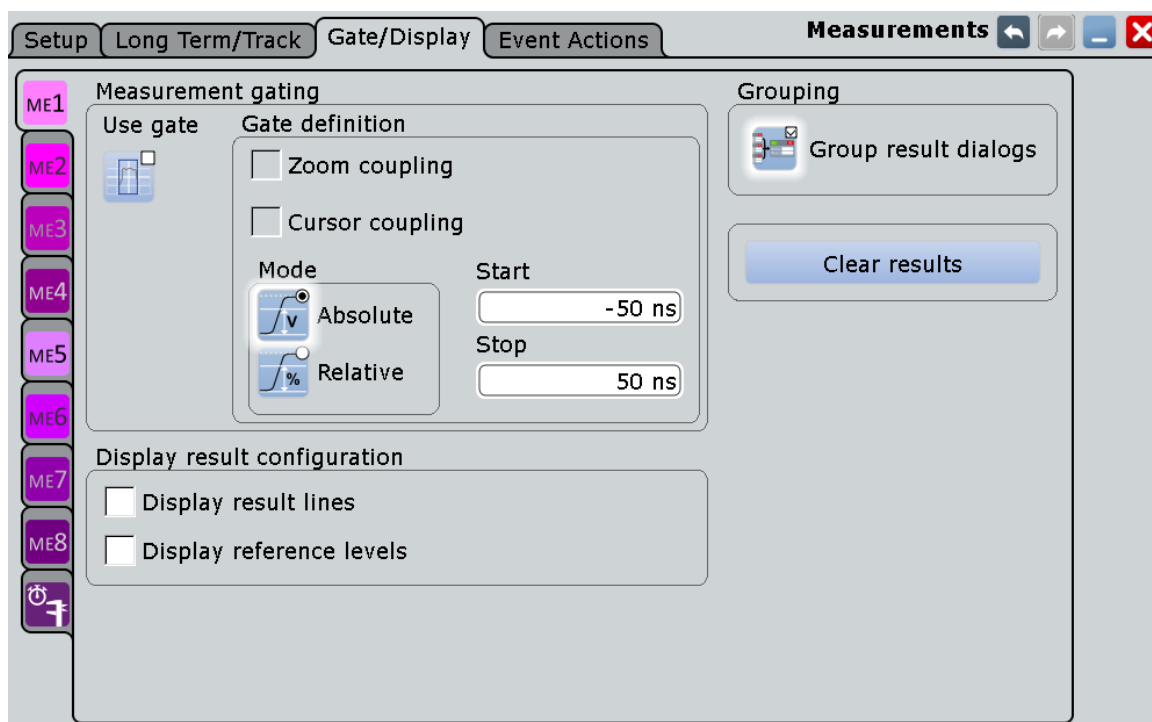 Setup Long Term/Track Gate/Display Event Actions Measurements
ME1
ME2
ME3
ME4
ME5
ME6
ME7
ME8
Measurement gating
Use gate
Gate definition
Zoom coupling
Cursor coupling
Mode
V Absolute
% Relative
Start
-50 ns
Stop
50 ns
Display result configuration
Display result lines
Display reference levels
Grouping
Group result dialogs
Clear results